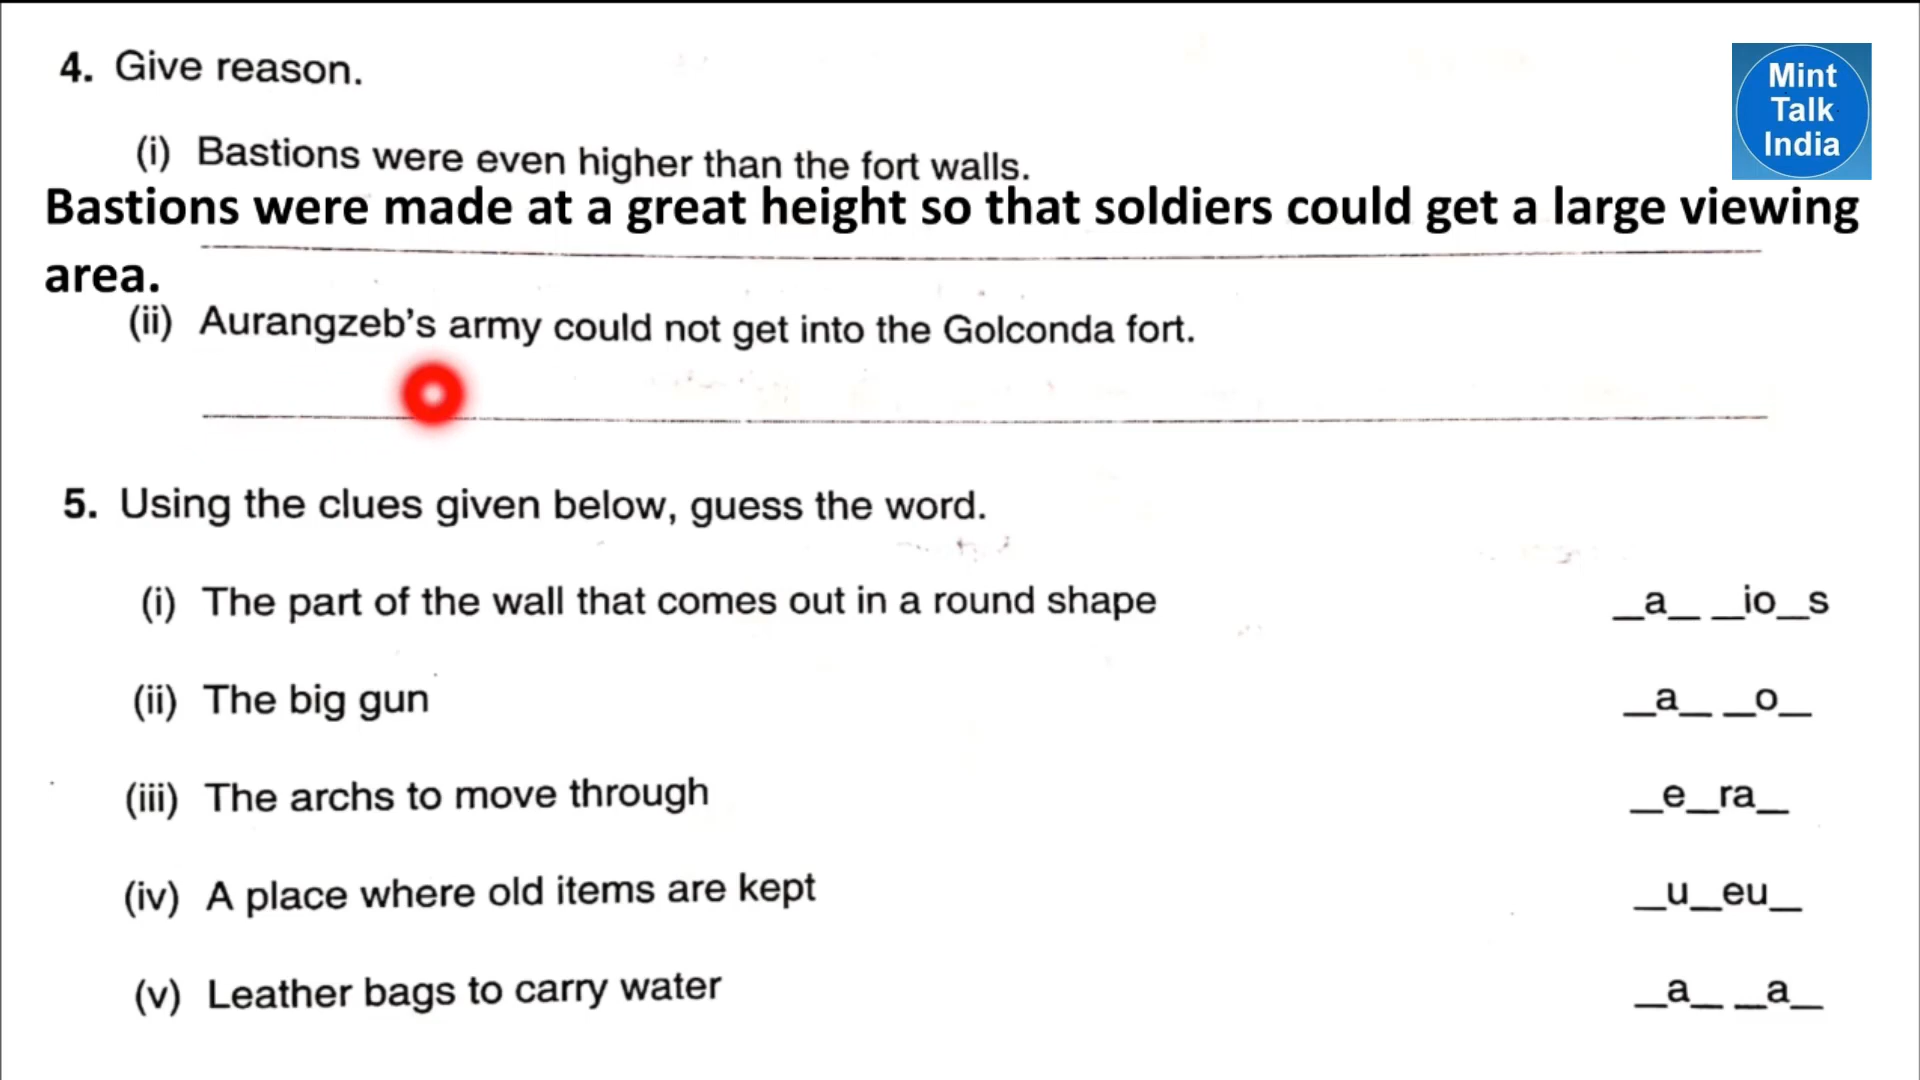 4. Give reason.
Mint
Talk
India
(i) Bastions were even higher than the fort walls.
Bastions were made at a great height so that soldiers could get a large viewing
area.
(ii) Aurangzeb's army could not get into the Golconda fort.
5. Using the clues given below, guess the word.
(i) The part of the wall that comes out in a round shape _a_ _io_s
(ii) The big gun _a_ _o_
(iii) The archs to move through _e_ra_
(iv) A place where old items are kept _u_eu_
(v) Leather bags to carry water _a_ _a_